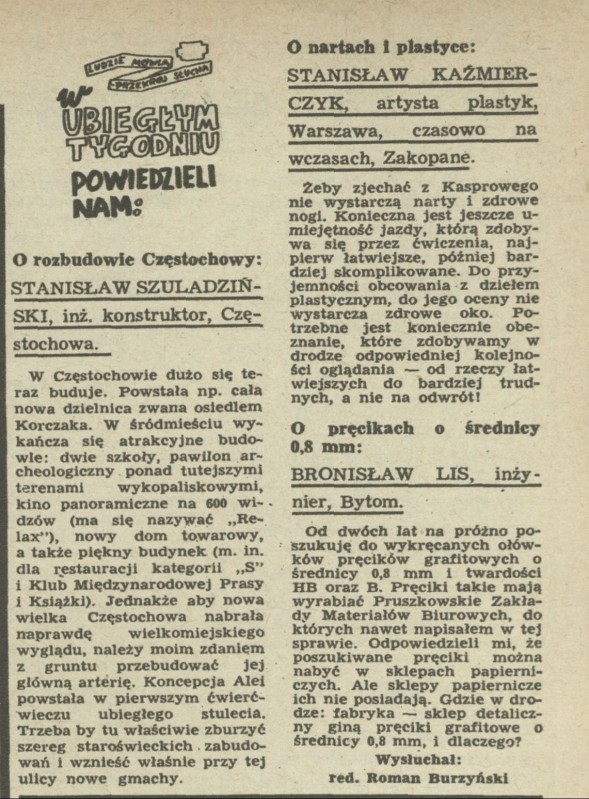 LUDZIE MÓWIĄ
PRZEKRÓJ SŁUCHA
w
UBIEGŁYM
TYGODNIU
POWIEDZIELI
NAM:
O rozbudowie Częstochowy:
STANISŁAW SZULADZIŃ-
SKI, inż. konstruktor, Czę-
stochowa.
W Częstochowie dużo się te-
raz buduje. Powstała np. cała
nowa dzielnica zwana osiedlem
Korczaka. W śródmieściu wy-
kańcza się atrakcyjne budo-
wle: dwie szkoły, pawilon ar-
cheologiczny ponad tutejszymi
terenami wykopaliskowymi,
kino panoramiczne na 600 wi-
dzów (ma się nazywać „Re-
lax"), nowy dom towarowy,
a także piękny budynek (m. in.
dla restauracji kategorii „S"
i Klub Międzynarodowej Prasy
i Książki). Jednakże aby nowa
wielka Częstochowa nabrała
naprawdę wielkomiejskiego
wyglądu, należy moim zdaniem
z gruntu przebudować jej
główną arterię. Koncepcja Alei
powstała w pierwszym ćwierć-
wieczu ubiegłego stulecia.
Trzeba by tu właściwie zburzyć
szereg staroświeckich zabudo-
wań i wznieść właśnie przy tej
ulicy nowe gmachy.
O nartach i plastyce:
STANISŁAW KAŹMIER-
CZYK, artysta plastyk,
Warszawa, czasowo na
wczasach, Zakopane.
Żeby zjechać z Kasprowego
nie wystarczą narty i zdrowe
nogi. Konieczna jest jeszcze u-
miejętność jazdy, którą zdoby-
wa się przez ćwiczenia, naj-
pierw łatwiejsze, później bar-
dziej skomplikowane. Do przy-
jemności obcowania z dziełem
plastycznym, do jego oceny nie
wystarcza zdrowe oko. Po-
trzebne jest koniecznie obe-
znanie, które zdobywamy w
drodze odpowiedniej kolejno-
ści oglądania — od rzeczy łat-
wiejszych do bardziej trud-
nych, a nie na odwrót!
O pręcikach o średnicy
0,8 mm:
BRONISŁAW LIS, inży-
nier, Bytom.
Od dwóch lat na próżno po-
szukuję do wykręcanych ołów-
ków pręcików grafitowych o
średnicy 0,8 mm i twardości
HB oraz B. Pręciki takie mają
wyrabiać Pruszkowskie Zakła-
dy Materiałów Biurowych, do
których nawet napisałem w tej
sprawie. Odpowiedzieli mi, że
poszukiwane pręciki można
nabyć w sklepach papierni-
czych. Ale sklepy papiernicze
ich nie posiadają. Gdzie w dro-
dze: fabryka — sklep detalicz-
ny giną pręciki grafitowe o
średnicy 0,8 mm, i dlaczego?
Wysłuchał:
red. Roman Burzyński